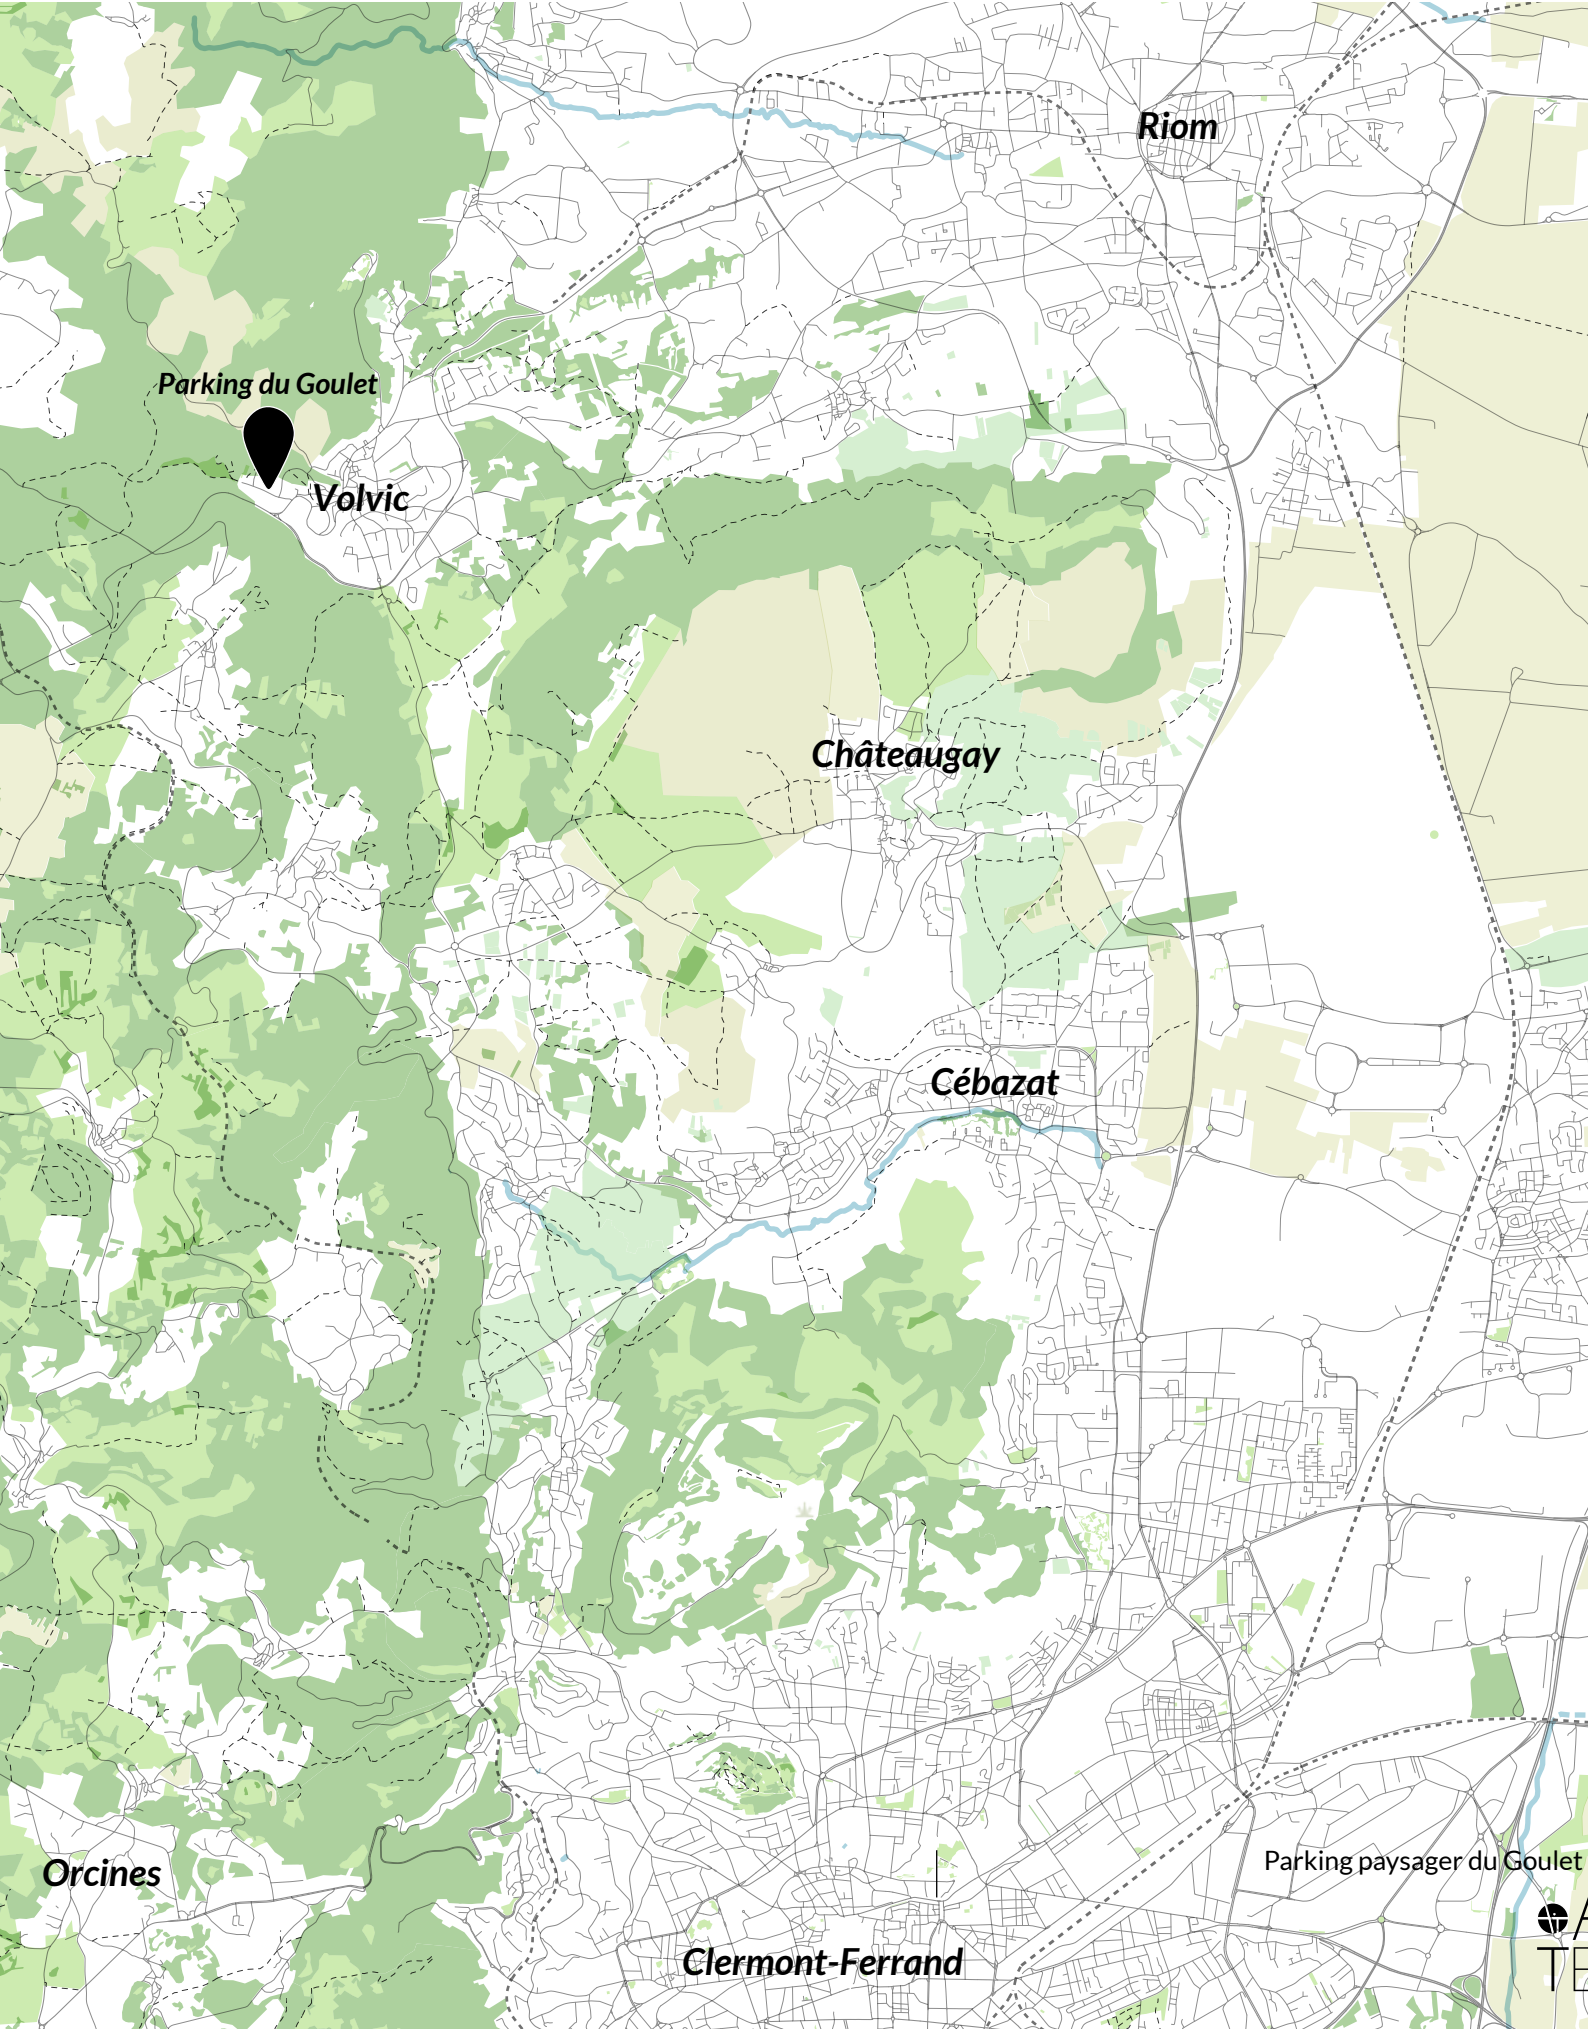 Riom
Parking du Goulet
Volvic
Châteaugay
Cébazat
Parking paysager du Goulet
Orcines
Clermont-Ferrand